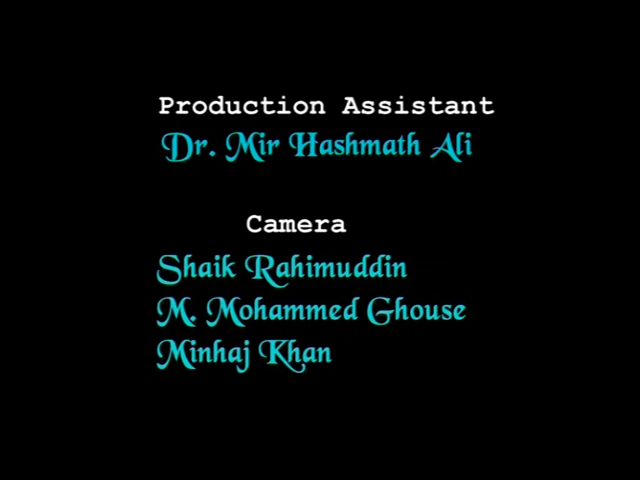 Production Assistant
Dr. Mir Hashmath Ali
Camera
Shaik Rahimuddin
M. Mohammed Ghouse
Minhaj Khan